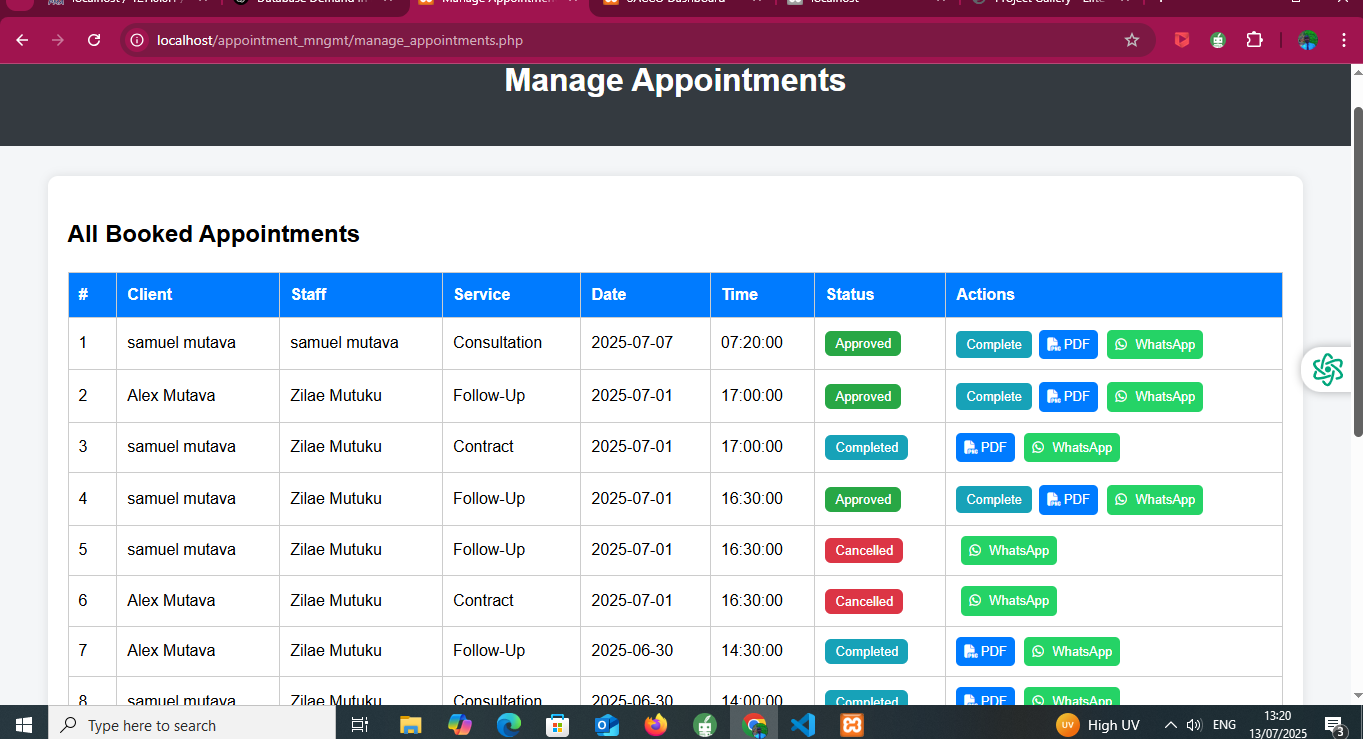 localhost/appointment_mngmt/manage_appointments.php
Manage Appointments
All Booked Appointments
# Client Staff Service Date Time Status Actions
1 samuel mutava samuel mutava Consultation 2025-07-07 07:20:00 Approved Complete PDF WhatsApp
2 Alex Mutava Zilae Mutuku Follow-Up 2025-07-01 17:00:00 Approved Complete PDF WhatsApp
3 samuel mutava Zilae Mutuku Contract 2025-07-01 17:00:00 Completed PDF WhatsApp
4 samuel mutava Zilae Mutuku Follow-Up 2025-07-01 16:30:00 Approved Complete PDF WhatsApp
5 samuel mutava Zilae Mutuku Follow-Up 2025-07-01 16:30:00 Cancelled WhatsApp
6 Alex Mutava Zilae Mutuku Contract 2025-07-01 16:30:00 Cancelled WhatsApp
7 Alex Mutava Zilae Mutuku Follow-Up 2025-06-30 14:30:00 Completed PDF WhatsApp
8 samuel mutava Zilae Mutuku Consultation 2025-06-30 14:00:00 Completed PDF WhatsApp
Type here to search
UV High UV ENG 13:20
13/07/2025 3